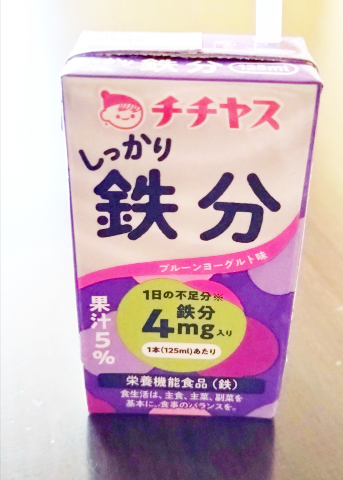 鉄分 125ml
チチヤス
しっかり
鉄分
プルーンヨーグルト味
果汁5%
1日の不足分※
鉄分
4mg入り
1本(125ml)あたり
栄養機能食品(鉄)
食生活は、主食、主菜、副菜を
基本に、食事のバランスを。